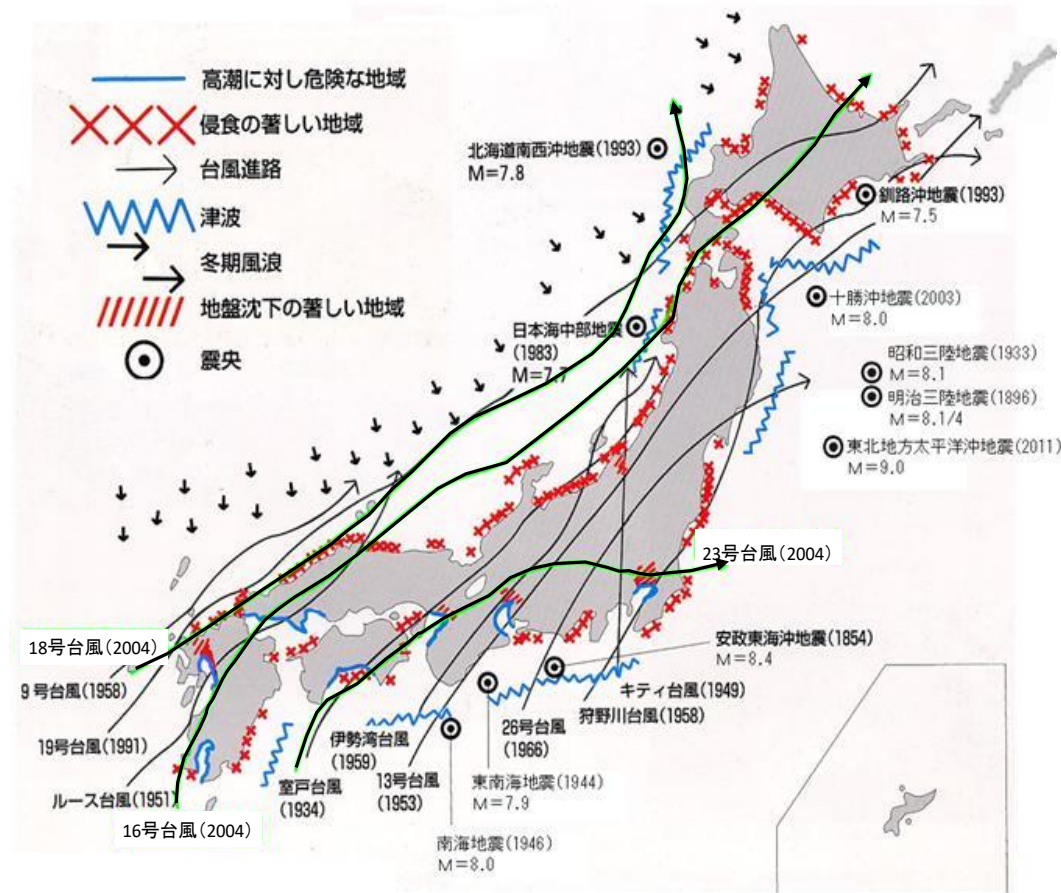 高潮に対し危険な地域
侵食の著しい地域
台風進路
津波
冬期風浪
地盤沈下の著しい地域
震央
北海道南西沖地震(1993)
M=7.8
釧路沖地震(1993)
M=7.5
十勝沖地震(2003)
M=8.0
日本海中部地震
(1983)
M=7.7
昭和三陸地震(1933)
M=8.1
明治三陸地震(1896)
M=8.1/4
東北地方太平洋沖地震(2011)
M=9.0
23号台風(2004)
18号台風(2004)
9号台風(1958)
19号台風(1991)
ルース台風(1951)
16号台風(2004)
室戸台風
(1934)
伊勢湾台風
(1959)
13号台風
(1953)
26号台風
(1966)
狩野川台風(1958)
キティ台風(1949)
安政東海沖地震(1854)
M=8.4
東南海地震(1944)
M=7.9
南海地震(1946)
M=8.0